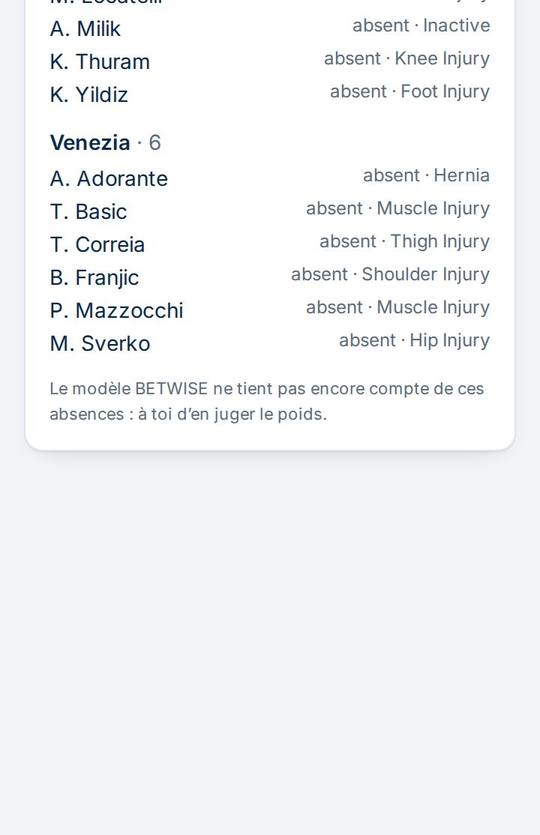 A. Milik absent · Inactive
K. Thuram absent · Knee Injury
K. Yildiz absent · Foot Injury
Venezia · 6
A. Adorante absent · Hernia
T. Basic absent · Muscle Injury
T. Correia absent · Thigh Injury
B. Franjic absent · Shoulder Injury
P. Mazzocchi absent · Muscle Injury
M. Sverko absent · Hip Injury
Le modèle BETWISE ne tient pas encore compte de ces
absences : à toi d’en juger le poids.